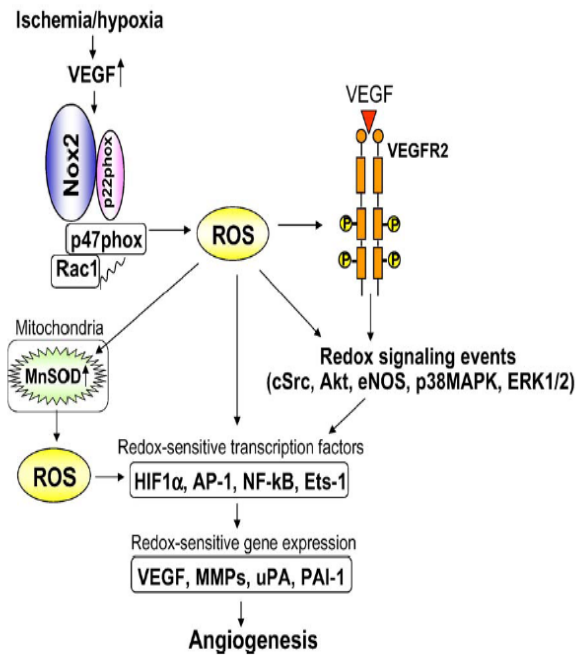 Ischemia/hypoxia
VEGF
Nox2
p22phox
p47phox
Rac1
ROS
VEGF
VEGFR2
P
P
P
P
Mitochondria
MnSOD
ROS
Redox signaling events
(cSrc, Akt, eNOS, p38MAPK, ERK1/2)
Redox-sensitive transcription factors
HIF1α, AP-1, NF-kB, Ets-1
Redox-sensitive gene expression
VEGF, MMPs, uPA, PAI-1
Angiogenesis